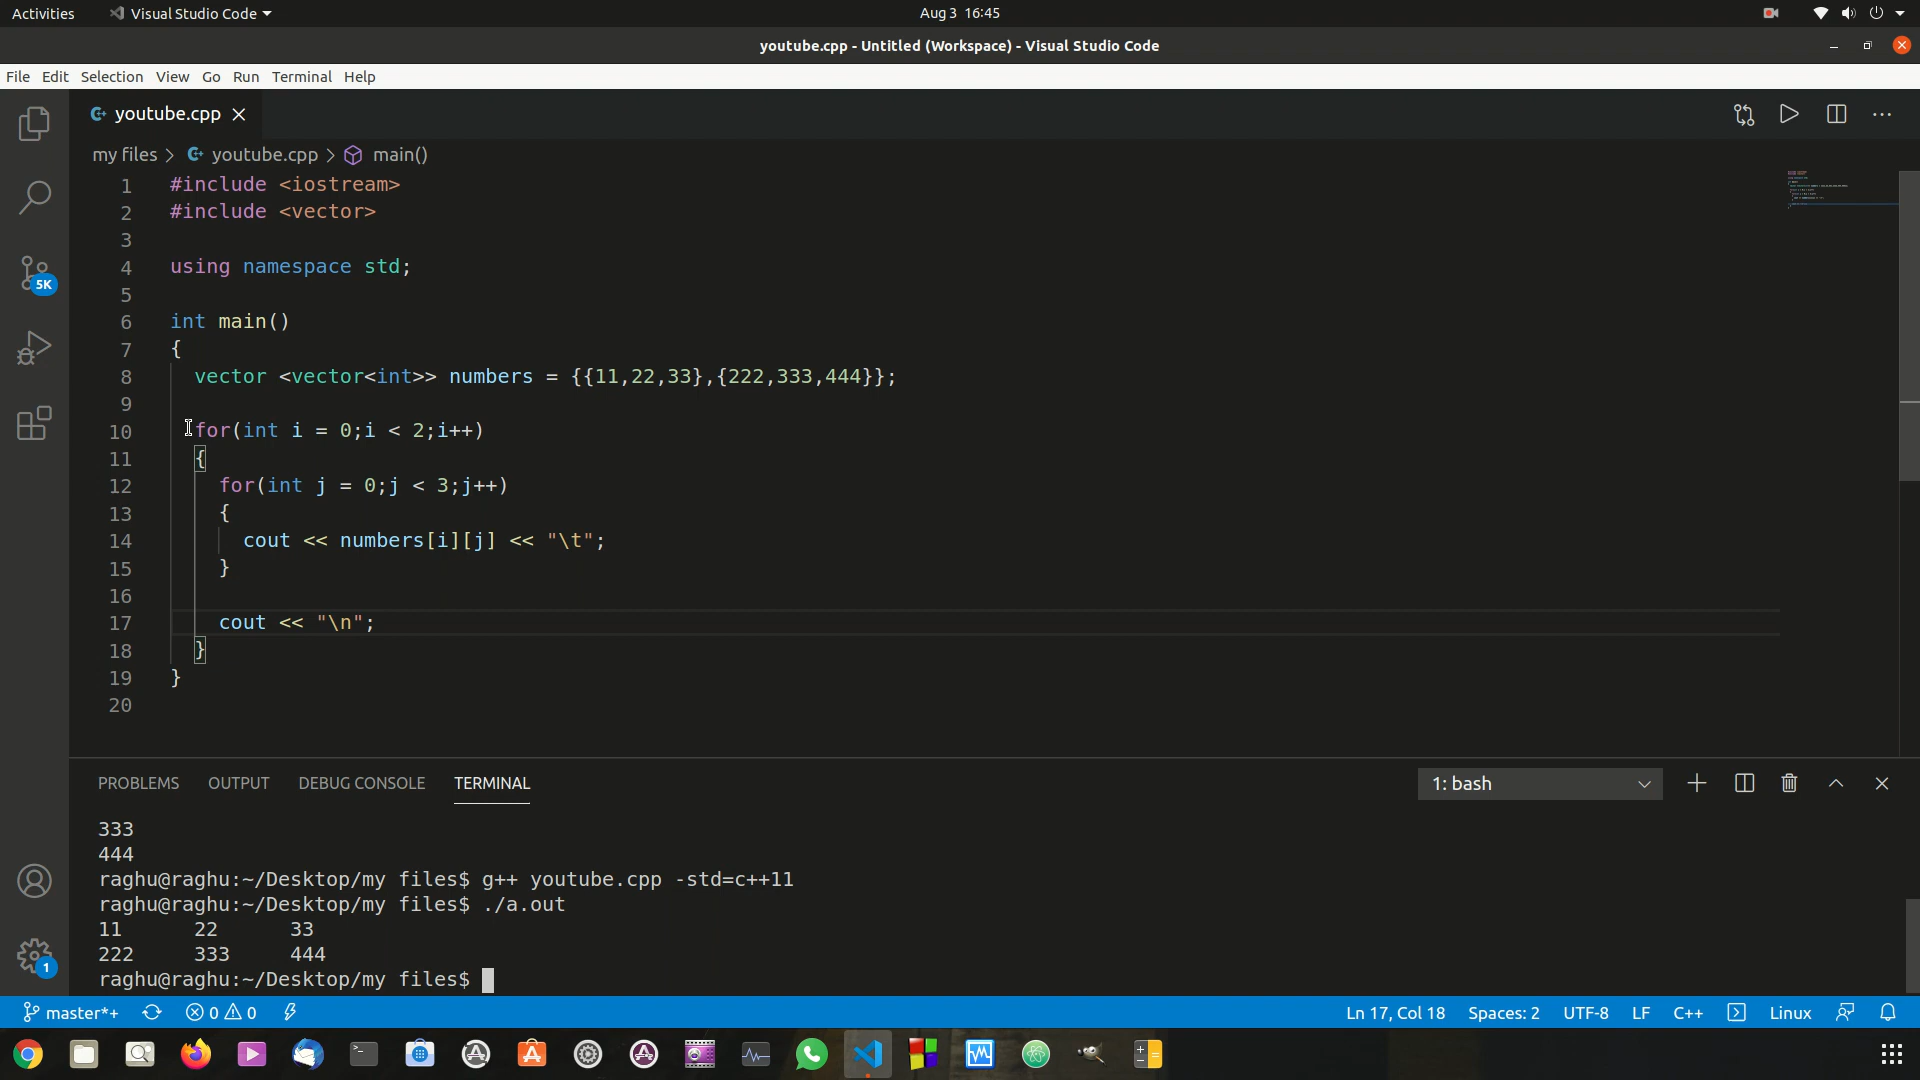 Activities
Visual Studio Code
Aug 3 16:45
youtube.cpp - Untitled (Workspace) - Visual Studio Code
File Edit Selection View Go Run Terminal Help
youtube.cpp
my files > youtube.cpp > main()
1 #include <iostream>
2 #include <vector>
3
4 using namespace std;
5
6 int main()
7 {
8 vector <vector<int>> numbers = {{11,22,33},{222,333,444}};
9
10 for(int i = 0;i < 2;i++)
11 {
12 for(int j = 0;j < 3;j++)
13 {
14 cout << numbers[i][j] << "\t";
15 }
16
17 cout << "\n";
18 }
19 }
20
5K
PROBLEMS OUTPUT DEBUG CONSOLE TERMINAL
1: bash
333
444
raghu@raghu:~/Desktop/my files$ g++ youtube.cpp -std=c++11
raghu@raghu:~/Desktop/my files$ ./a.out
11 22 33
222 333 444
raghu@raghu:~/Desktop/my files$
1
master*+ 0 0
Ln 17, Col 18 Spaces: 2 UTF-8 LF C++ Linux